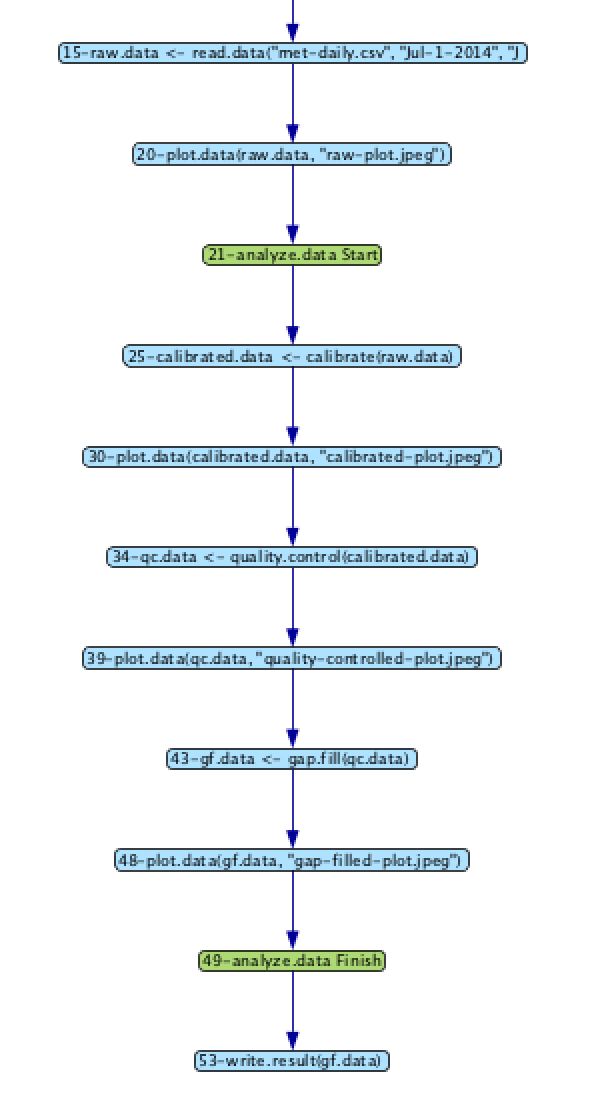 15-raw.data <- read.data("met-daily.csv", "Jul-1-2014", "J
20-plot.data(raw.data, "raw-plot.jpeg")
21-analyze.data Start
25-calibrated.data <- calibrate(raw.data)
30-plot.data(calibrated.data, "calibrated-plot.jpeg")
34-qc.data <- quality.control(calibrated.data)
39-plot.data(qc.data,"quality-controlled-plot.jpeg")
43-gf.data <- gap.fill(qc.data)
48-plot.data(gf.data, "gap-filled-plot.jpeg")
49-analyze.data Finish
53-write.result(gf.data)